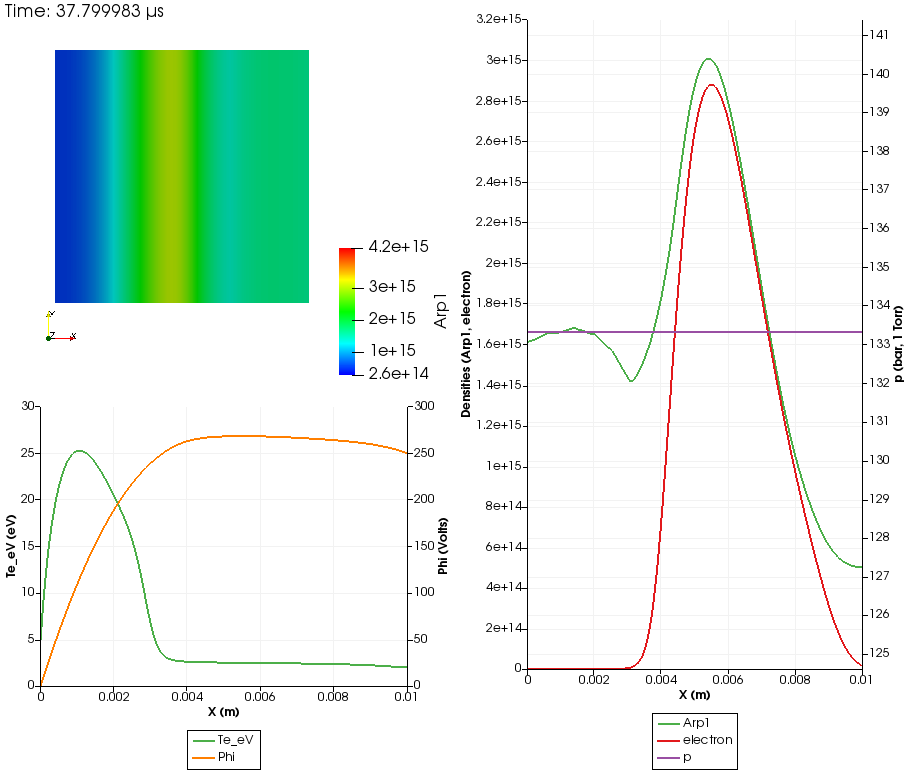 Time: 37.799983 µs
4.2e+15
3e+15
2e+15
1e+15
2.6e+14
Arp1
Y
Z
X
30
25
20
15
10
5
0
Te_eV (eV)
300
250
200
150
100
50
0
Phi (Volts)
0
0.002
0.004
0.006
0.008
0.01
X (m)
Te_eV
Phi
3.2e+15
3e+15
2.8e+15
2.6e+15
2.4e+15
2.2e+15
2e+15
1.8e+15
1.6e+15
1.4e+15
1.2e+15
1e+15
8e+14
6e+14
4e+14
2e+14
0
Densities (Arp1, electron)
141
140
139
138
137
136
135
134
133
132
131
130
129
128
127
126
125
p (bar, 1 Torr)
0
0.002
0.004
0.006
0.008
0.01
X (m)
Arp1
electron
p